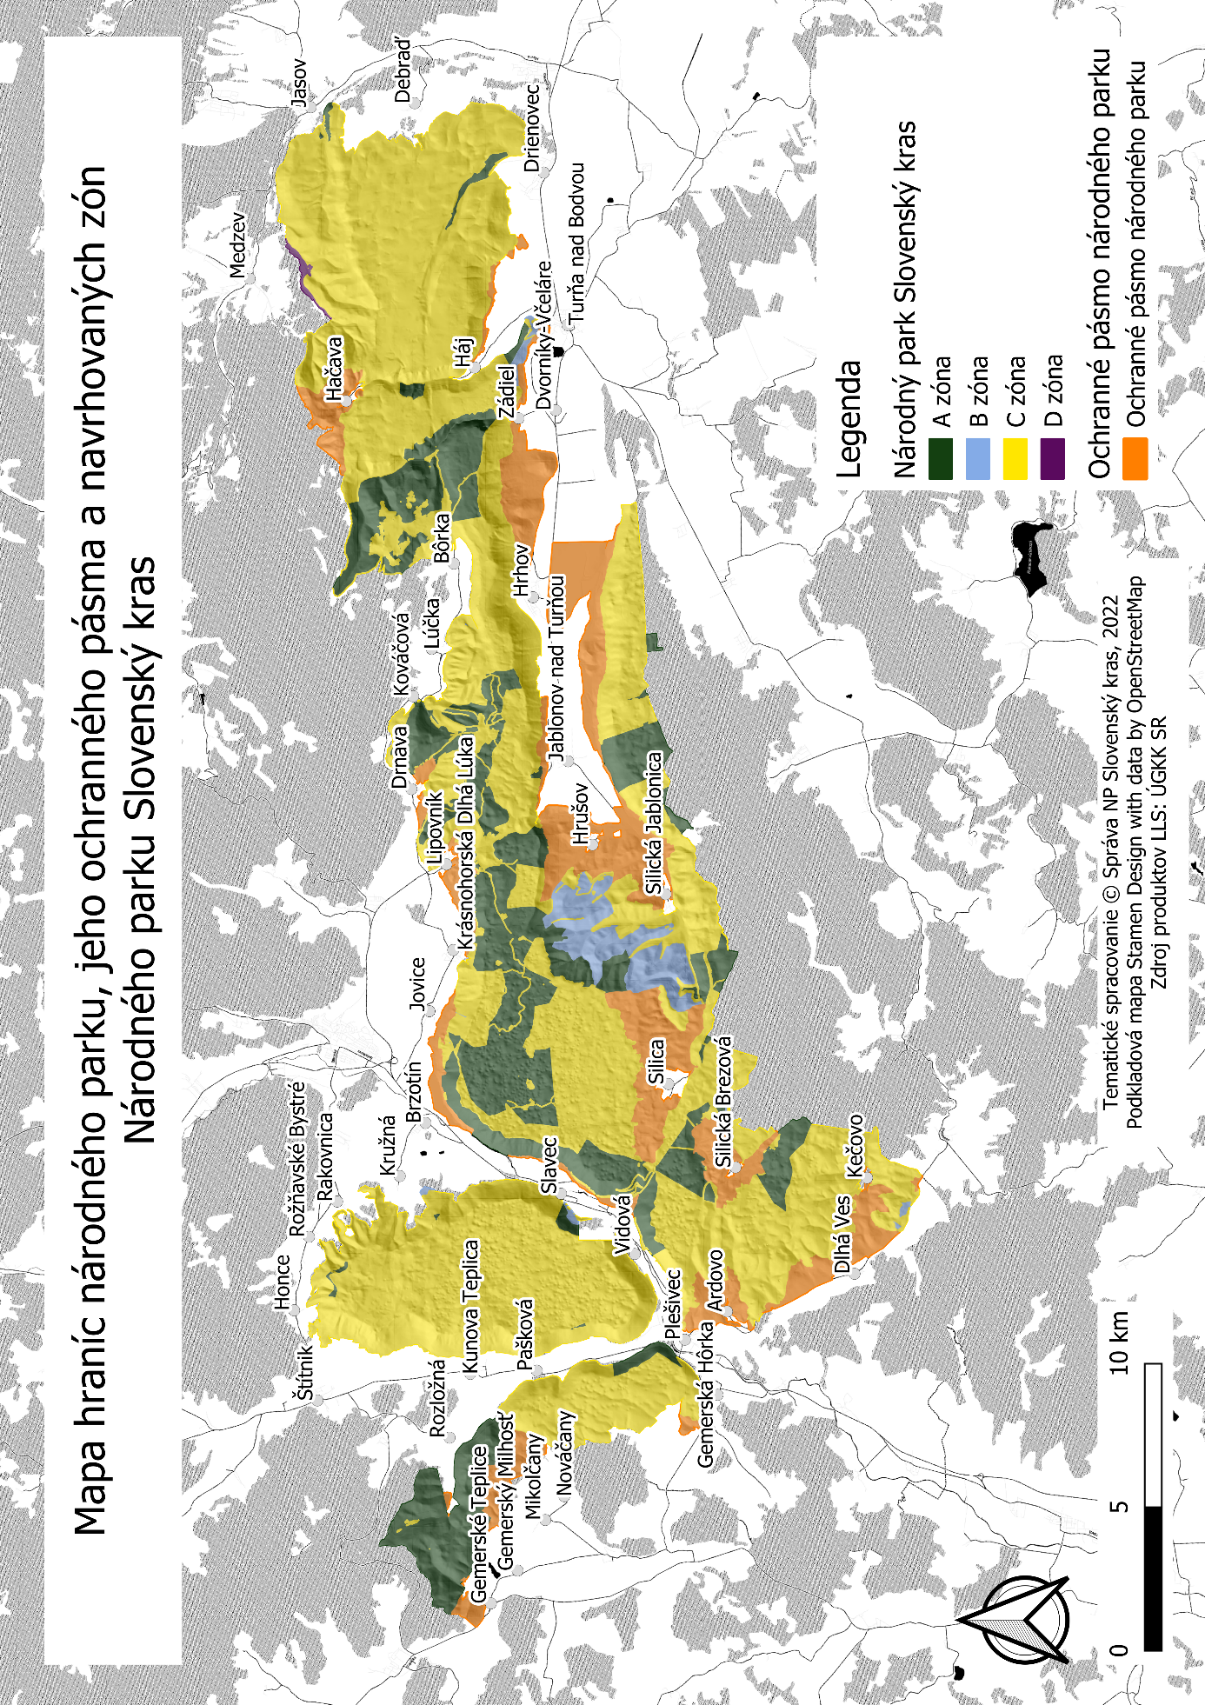 Mapa hraníc národného parku, jeho ochranného pásma a navrhovaných zón
Národného parku Slovenský kras
Jasov
Debraď
Medzev
Drienovec
Turňa nad Bodvou
Hačava
Háj
Dvorníky-Včeláre
Zádiel
Bôrka
Hrhov
Lúčka
Kováčová
Jablonov nad Turňou
Drnava
Krásnohorská Dlhá Lúka
Lipovník
Hrušov
Silická Jablonica
Jovice
Silica
Brzotín
Silická Brezová
Rožňavské Bystré
Rakovnica
Kružná
Slavec
Kečovo
Vidová
Dlhá Ves
Honce
Kunova Teplica
Ardovo
Plešivec
Pašková
Štítnik
Rozložná
Gemerská Hôrka
Gemerské Teplice
Gemerský Milhosť
Mikolčany
Nováčany
Legenda
Národný park Slovenský kras
A zóna
B zóna
C zóna
D zóna
Ochranné pásmo národného parku
Ochranné pásmo národného parku
Tematické spracovanie © Správa NP Slovenský kras, 2022
Podkladová mapa Stamen Design with data by OpenStreetMap
Zdroj produktov LLS: ÚGKK SR
0 5 10 km